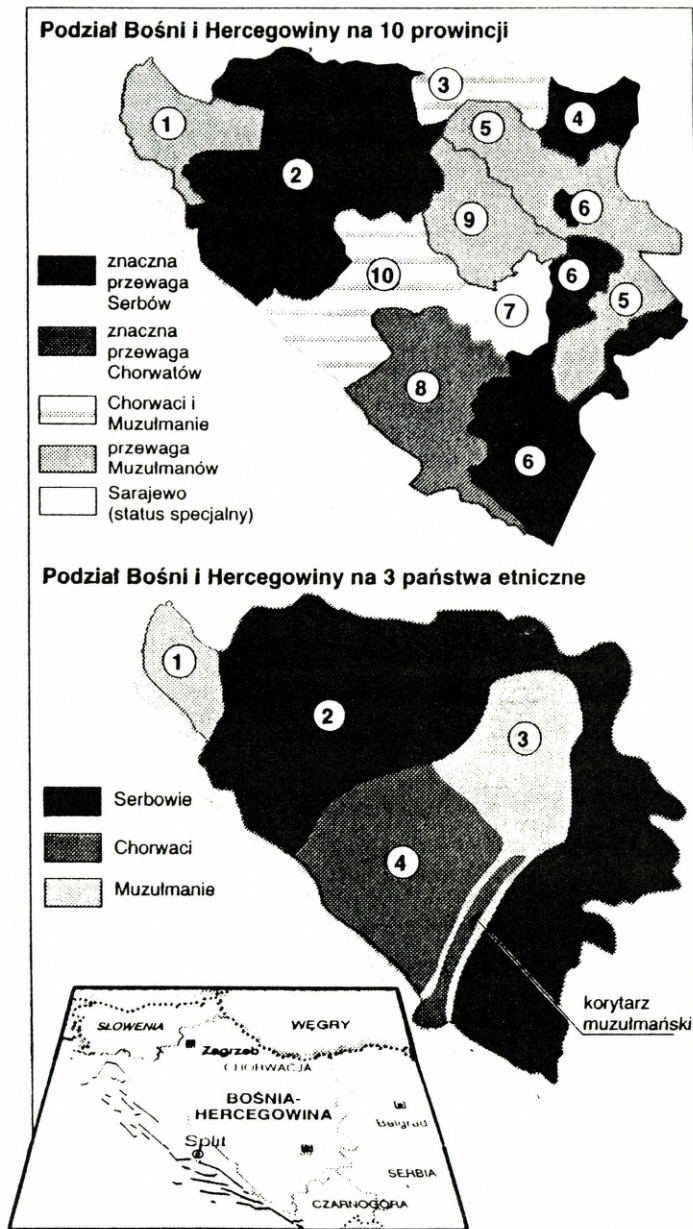 Podział Bośni i Hercegowiny na 10 prowincji
3
1
5
4
2
6
9
10
6
7
5
8
6
znaczna
przewaga
Serbów
znaczna
przewaga
Chorwatów
Chorwaci i
Muzułmanie
przewaga
Muzułmanów
Sarajewo
(status specjalny)
Podział Bośni i Hercegowiny na 3 państwa etniczne
1
2
3
4
Serbowie
Chorwaci
Muzułmanie
korytarz
muzułmański
SŁOWENIA
WĘGRY
Zagrzeb
CHORWACJA
BOŚNIA-
HERCEGOWINA
Belgrad
Split
SERBIA
CZARNOGÓRA